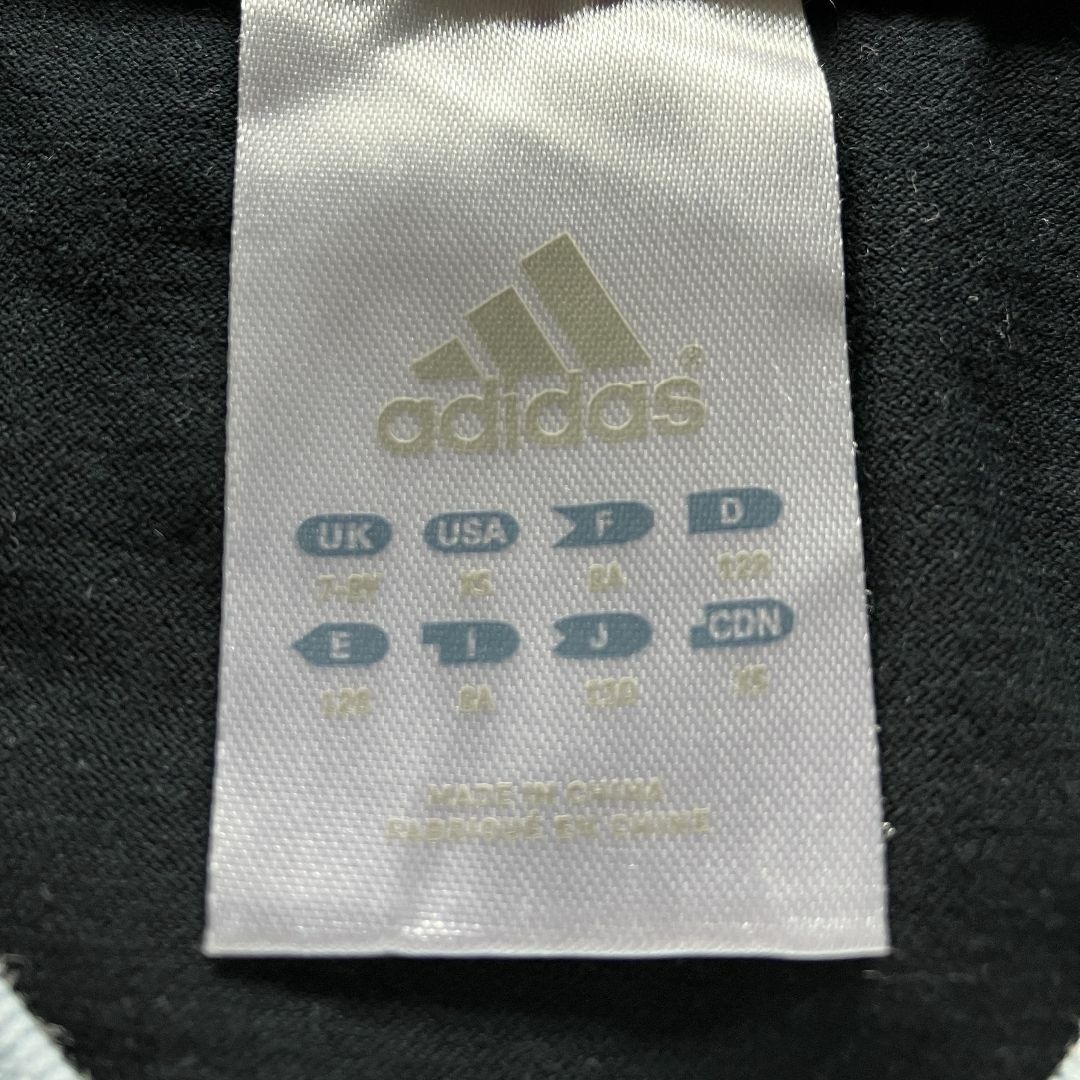 adidas®
UK USA F D
7-8Y XS 8A 128
E I J CDN
128 8A 130 XS
MADE IN CHINA
FABRIQUÉ EN CHINE